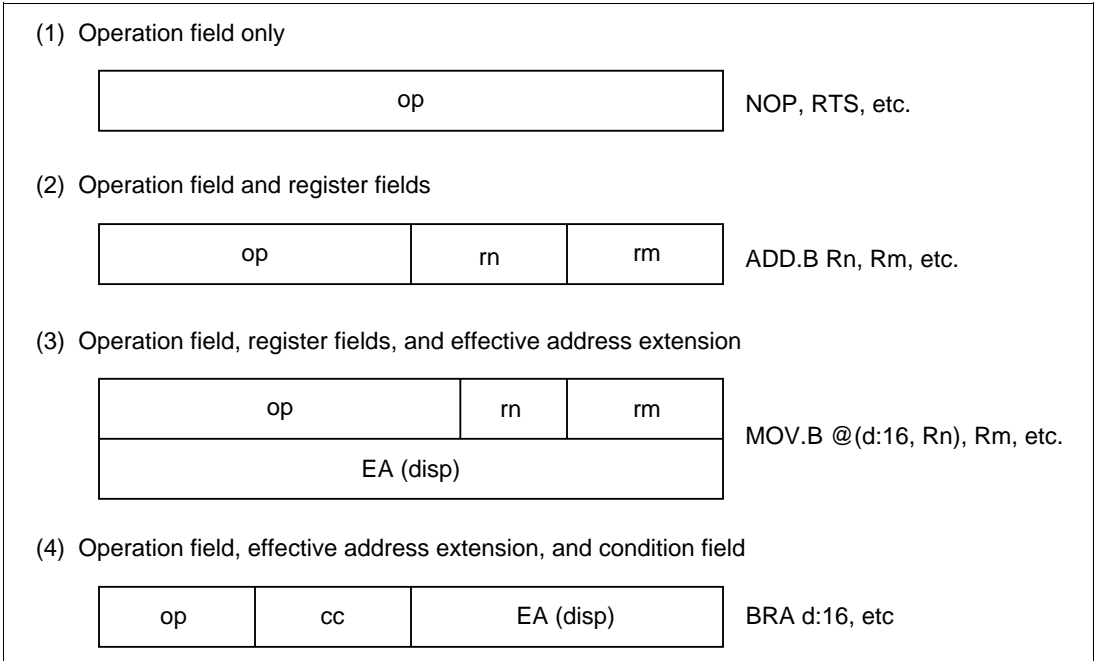 (1) Operation field only
op
NOP, RTS, etc.
(2) Operation field and register fields
op rn rm
ADD.B Rn, Rm, etc.
(3) Operation field, register fields, and effective address extension
op rn rm
EA (disp)
MOV.B @(d:16, Rn), Rm, etc.
(4) Operation field, effective address extension, and condition field
op cc EA (disp)
BRA d:16, etc